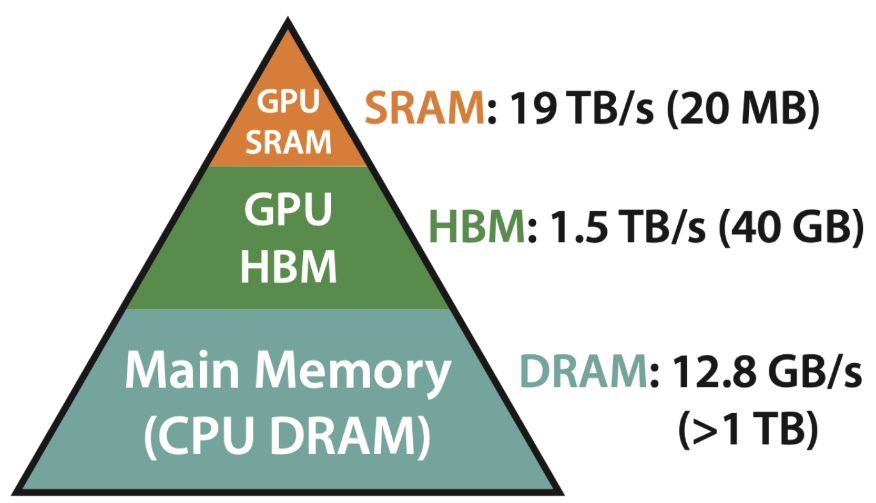 GPU
SRAM
SRAM: 19 TB/s (20 MB)
GPU
HBM
HBM: 1.5 TB/s (40 GB)
Main Memory
(CPU DRAM)
DRAM: 12.8 GB/s
(>1 TB)